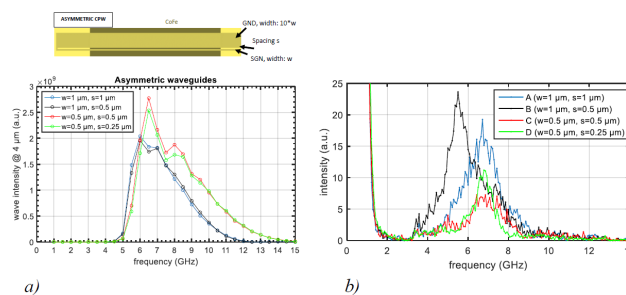 ASYMMETRIC CPW
CoFe
GND, width: 10*w
Spacing s
SGN, width: w
×10⁹
Asymmetric waveguides
w=1 µm, s=1 µm
w=1 µm, s=0.5 µm
w=0.5 µm, s=0.5 µm
w=0.5 µm, s=0.25 µm
wave intensity @ 4 µm (a.u.)
3
2.5
2
1.5
1
0.5
0
0 1 2 3 4 5 6 7 8 9 10 11 12 13 14 15
frequency (GHz)
a)
A (w=1 µm, s=1 µm)
B (w=1 µm, s=0.5 µm)
C (w=0.5 µm, s=0.5 µm)
D (w=0.5 µm, s=0.25 µm)
intensity (a.u.)
25
20
15
10
5
0
0 2 4 6 8 10 12
frequency (GHz)
b)